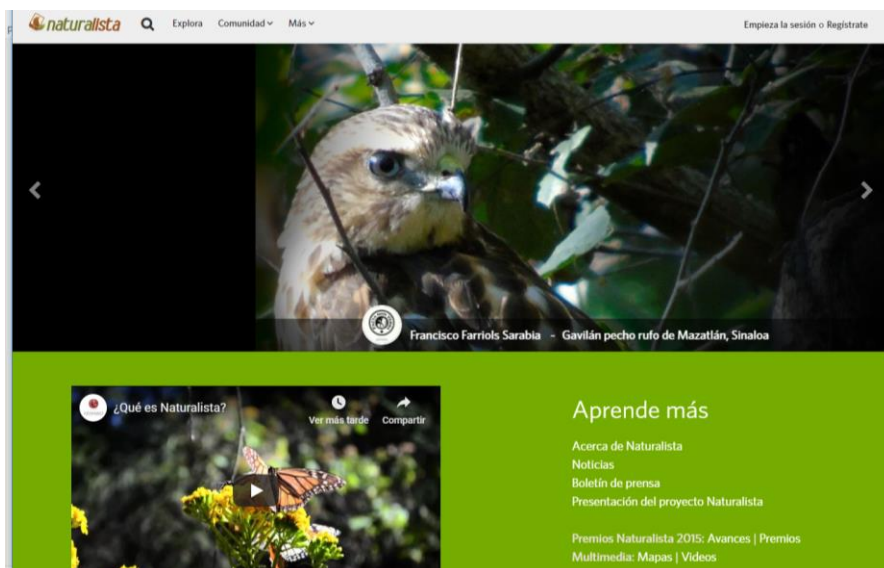 naturalista
Explora
Comunidad
Más
Empieza la sesión o Regístrate
Francisco Farriols Sarabia - Gavilán pecho rufo de Mazatlán, Sinaloa
¿Qué es Naturalista?
Ver más tarde
Compartir
Aprende más
Acerca de Naturalista
Noticias
Boletín de prensa
Presentación del proyecto Naturalista
Premios Naturalista 2015: Avances | Premios
Multimedia: Mapas | Videos